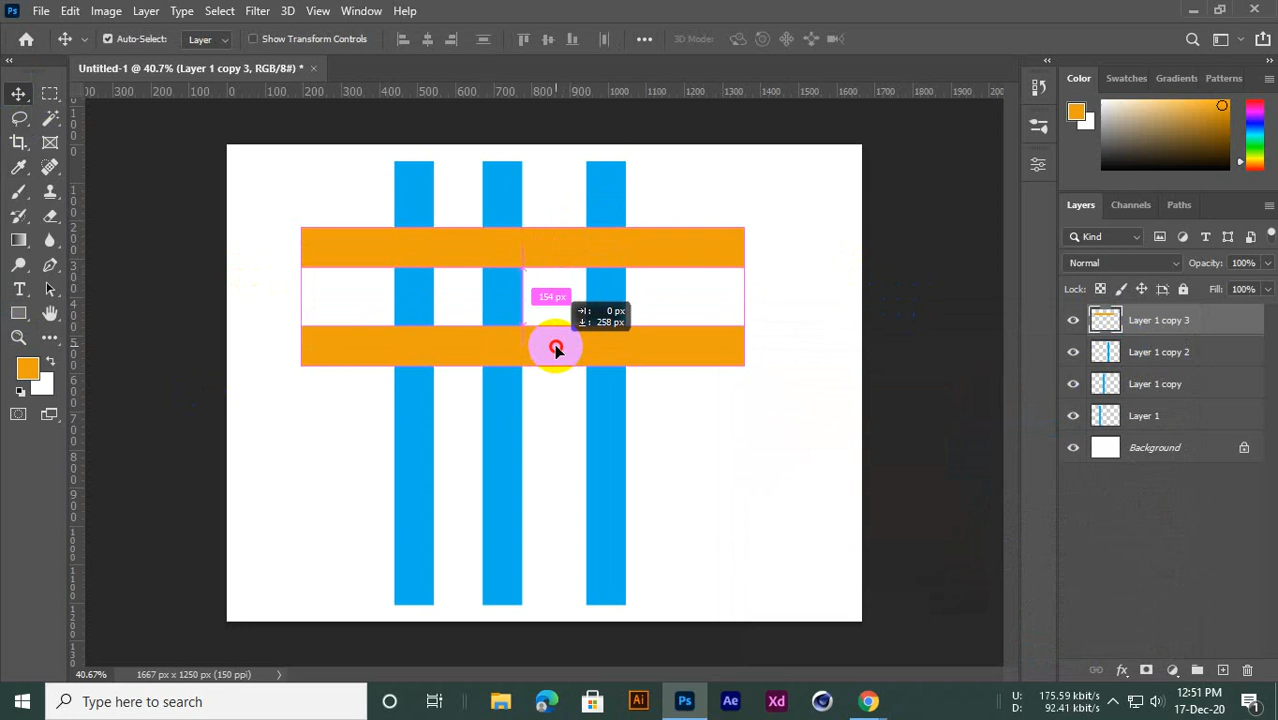 Ps File Edit Image Layer Type Select Filter 3D View Window Help
Auto-Select: Layer Show Transform Controls 3D Mode:
Untitled-1 @ 40.7% (Layer 1 copy 3, RGB/8#) *
Color Swatches Gradients Patterns
300 200 100 0 100 200 300 400 500 600 700 800 900 1000 1100 1200 1300 1400 1500 1600 1700 1800 1900
154 px
0 px
258 px
Layers Channels Paths
Kind
Normal Opacity: 100%
Lock: Fill: 100%
Layer 1 copy 3
Layer 1 copy 2
Layer 1 copy
Layer 1
Background
40.67% 1667 px x 1250 px (150 ppi)
Type here to search
Ai Ps Ae Xd
U: 175.59 kbit/s
D: 92.41 kbit/s
12:51 PM
17-Dec-20